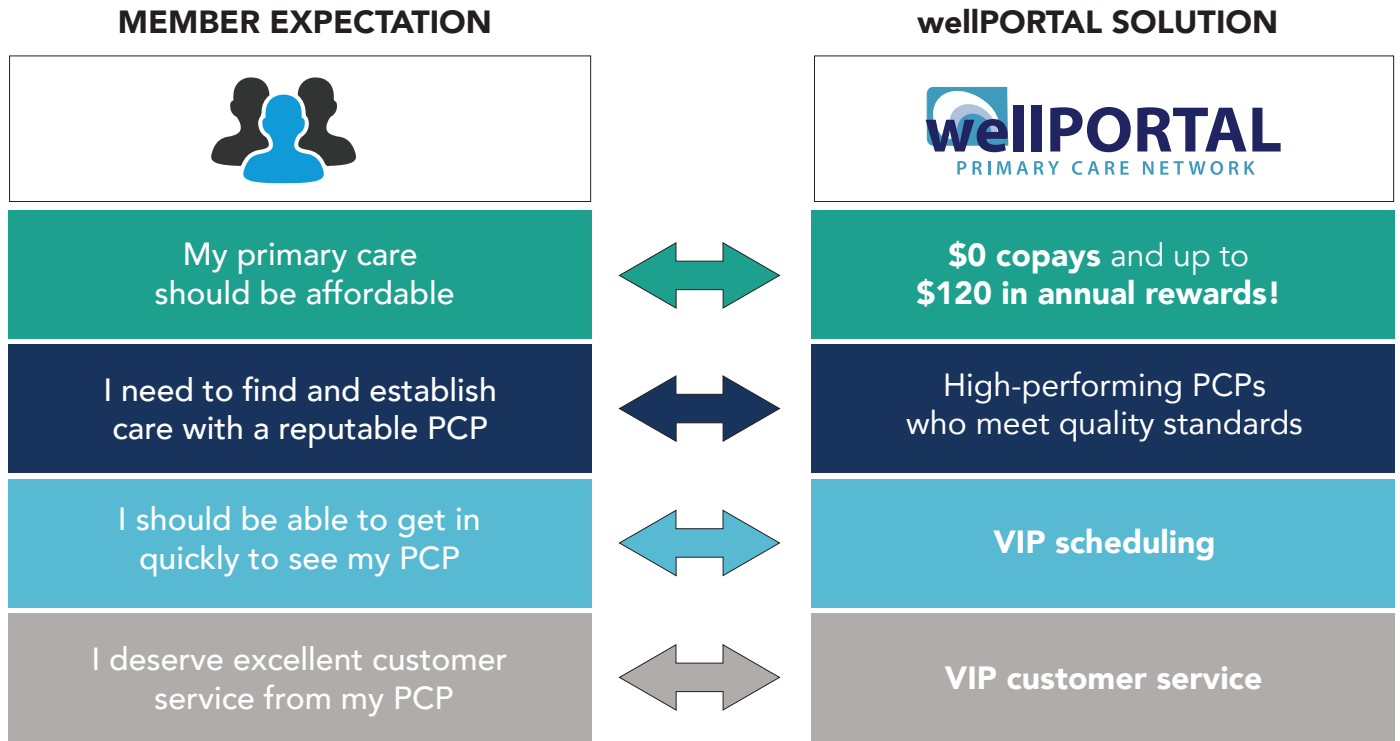 MEMBER EXPECTATION
wellPORTAL SOLUTION
wellPORTAL
PRIMARY CARE NETWORK
My primary care
should be affordable
$0 copays and up to
$120 in annual rewards!
I need to find and establish
care with a reputable PCP
High-performing PCPs
who meet quality standards
I should be able to get in
quickly to see my PCP
VIP scheduling
I deserve excellent customer
service from my PCP
VIP customer service